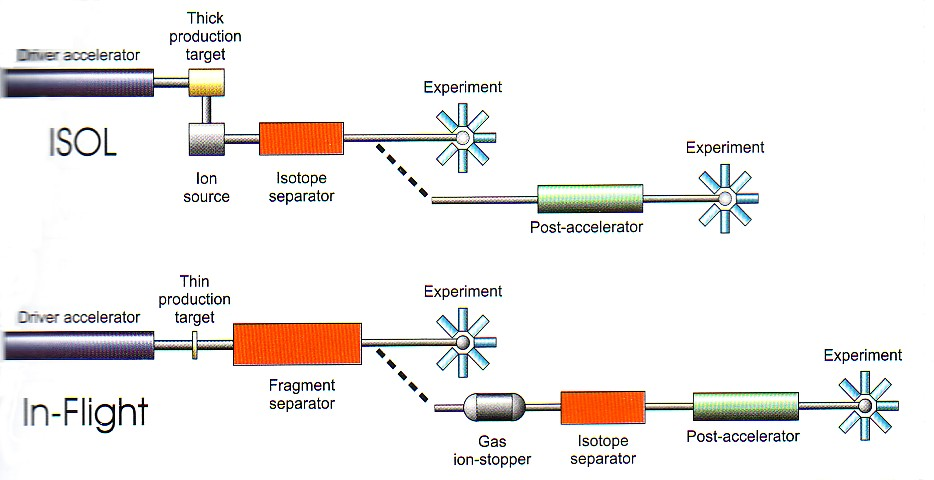 Thick
production
target
Driver accelerator
Experiment
ISOL
Ion
source
Isotope
separator
Experiment
Post-accelerator
Thin
production
target
Driver accelerator
Experiment
Experiment
Fragment
separator
In-Flight
Gas
ion-stopper
Isotope
separator
Post-accelerator